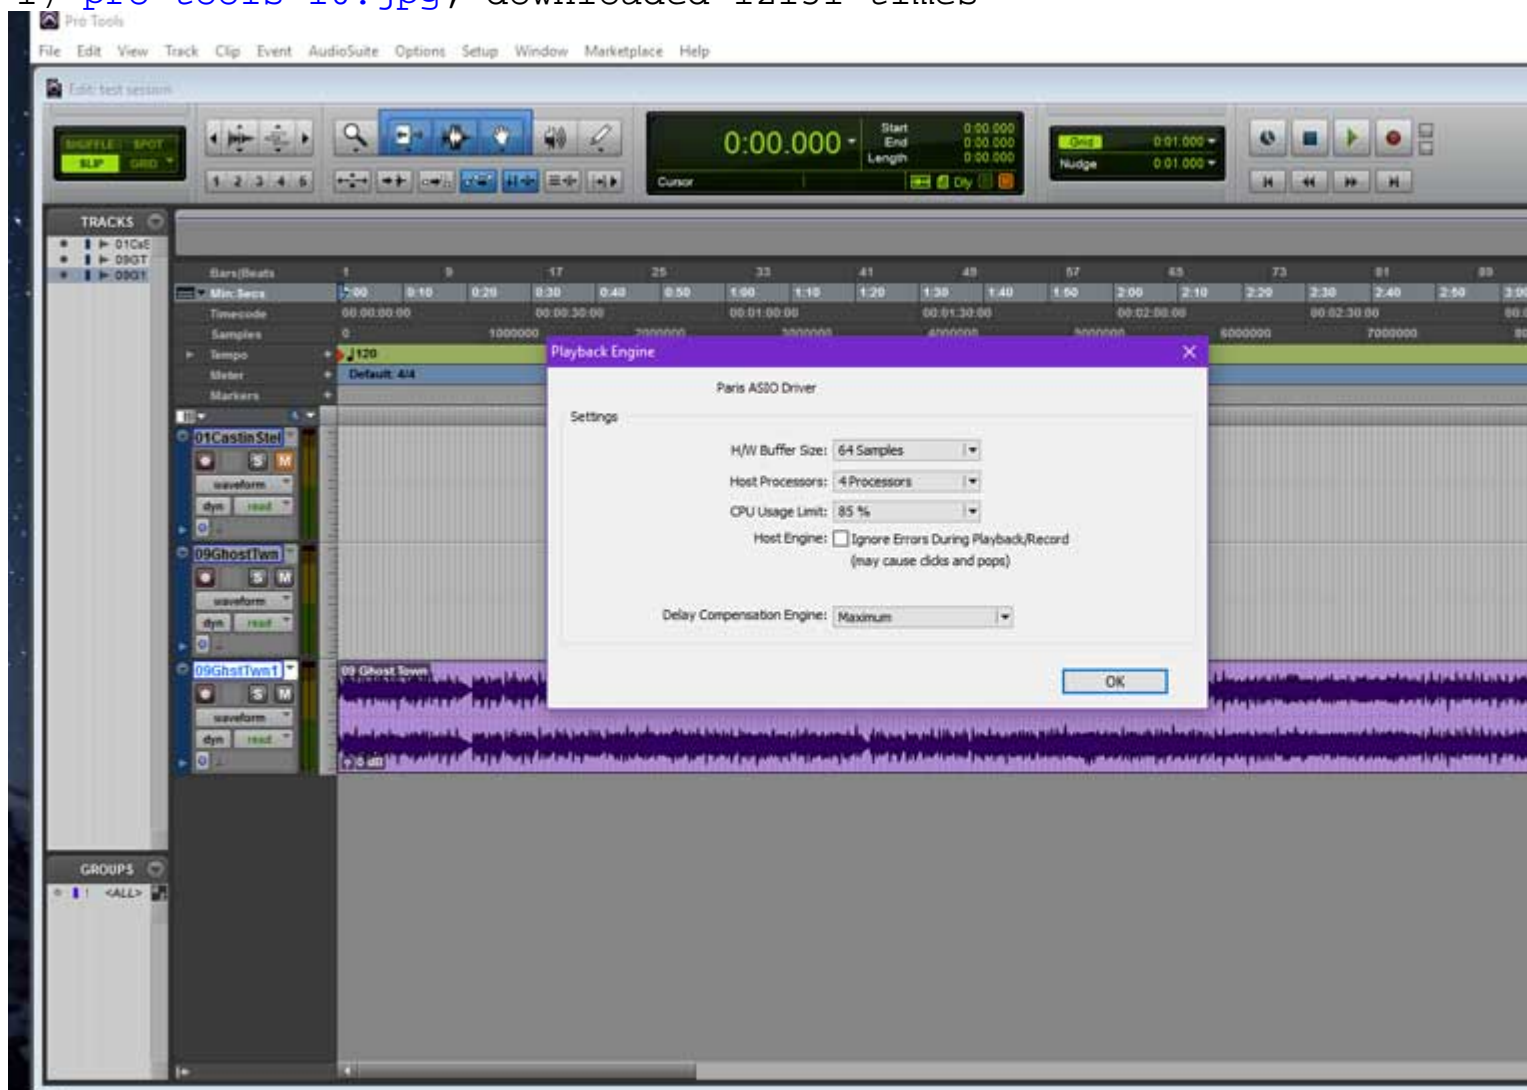 Pro Tools
File Edit View Track Clip Event AudioSuite Options Setup Window Marketplace Help
Edit: test session
SHUFFLE SPOT
SLIP GRID
1 2 3 4 5
0:00.000
Start 0:00.000
End 0:00.000
Length 0:00.000
Cursor
Dly
Grid 0:01.000
Nudge 0:01.000
TRACKS
01CaS
09GT
09GT
Bars|Beats 1 9 17 25 33 41 49 57 65 73 81 89
Min:Secs 0:00 0:10 0:20 0:30 0:40 0:50 1:00 1:10 1:20 1:30 1:40 1:50 2:00 2:10 2:20 2:30 2:40 2:50
Timecode 00:00:00:00 00:00:30:00 00:01:00:00 00:01:30:00 00:02:00:00 00:02:30:00
Samples 0 1000000 2000000 3000000 4000000 5000000 6000000 7000000
Tempo 120
Meter Default: 4/4
Markers
Playback Engine
Paris ASIO Driver
Settings
H/W Buffer Size: 64 Samples
Host Processors: 4 Processors
CPU Usage Limit: 85 %
Host Engine: Ignore Errors During Playback/Record
(may cause clicks and pops)
Delay Compensation Engine: Maximum
OK
01CastinStel
S M
waveform
dyn read
09GhostTwn
S M
waveform
dyn read
09GhstTwn1
S M
waveform
dyn read
09 Ghost Town
0 dB
GROUPS
! <ALL>